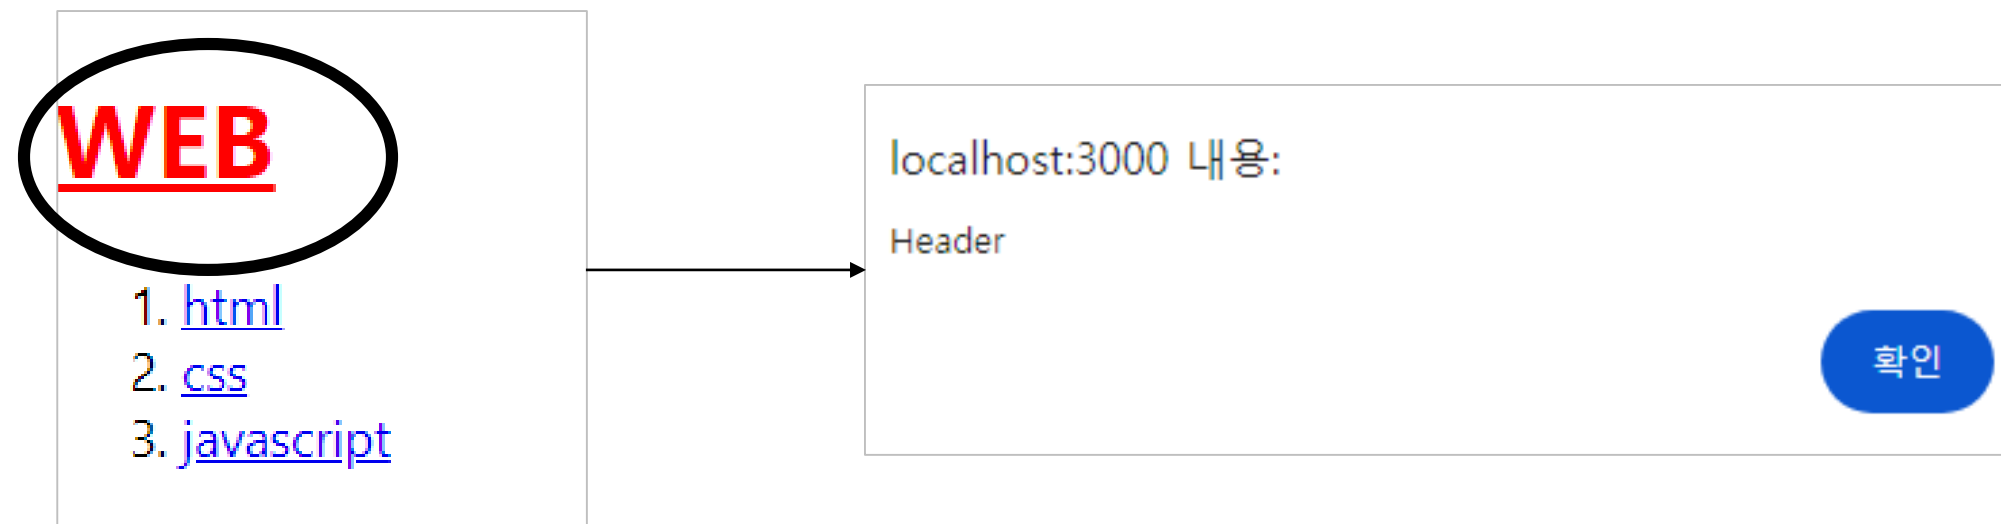 WEB
1. html
2. css
3. javascript
localhost:3000 내용:
Header
확인